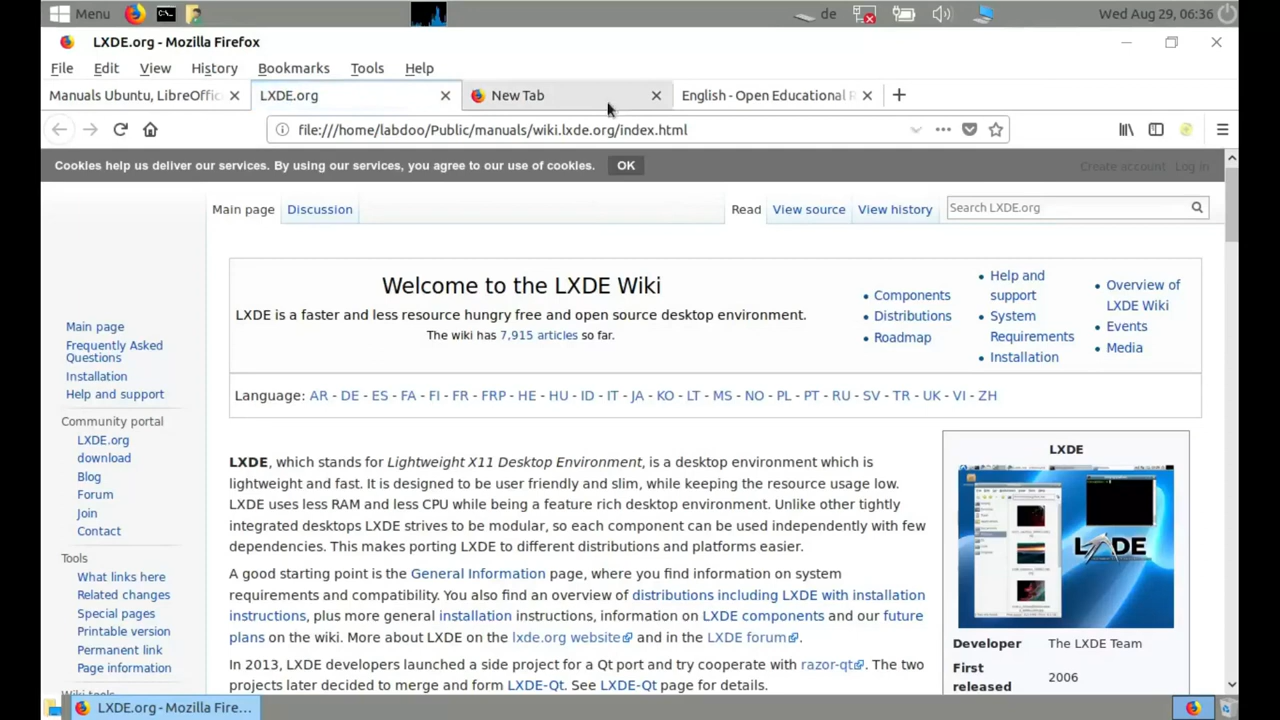 Menu
de
Wed Aug 29, 06:36
LXDE.org - Mozilla Firefox
File Edit View History Bookmarks Tools Help
Manuals Ubuntu, LibreOffic
LXDE.org
New Tab
English - Open Educational R
file:///home/labdoo/Public/manuals/wiki.lxde.org/index.html
Cookies help us deliver our services. By using our services, you agree to our use of cookies. OK
Create account Log in
Main page Discussion
Read View source View history
Search LXDE.org
Main page
Frequently Asked
Questions
Installation
Help and support
Community portal
LXDE.org
download
Blog
Forum
Join
Contact
Tools
What links here
Related changes
Special pages
Printable version
Permanent link
Page information
Wiki tools
Welcome to the LXDE Wiki
LXDE is a faster and less resource hungry free and open source desktop environment.
The wiki has 7,915 articles so far.
Components
Distributions
Roadmap
Help and
support
System
Requirements
Installation
Overview of
LXDE Wiki
Events
Media
Language: AR - DE - ES - FA - FI - FR - FRP - HE - HU - ID - IT - JA - KO - LT - MS - NO - PL - PT - RU - SV - TR - UK - VI - ZH
LXDE, which stands for Lightweight X11 Desktop Environment, is a desktop environment which is
lightweight and fast. It is designed to be user friendly and slim, while keeping the resource usage low.
LXDE uses less RAM and less CPU while being a feature rich desktop environment. Unlike other tightly
integrated desktops LXDE strives to be modular, so each component can be used independently with few
dependencies. This makes porting LXDE to different distributions and platforms easier.
A good starting point is the General Information page, where you find information on system
requirements and compatibility. You also find an overview of distributions including LXDE with installation
instructions, plus more general installation instructions, information on LXDE components and our future
plans on the wiki. More about LXDE on the lxde.org website and in the LXDE forum.
In 2013, LXDE developers launched a side project for a Qt port and try cooperate with razor-qt. The two
projects later decided to merge and form LXDE-Qt. See LXDE-Qt page for details.
LXDE
LXDE
Developer The LXDE Team
First
released
2006
LXDE.org - Mozilla Fire...